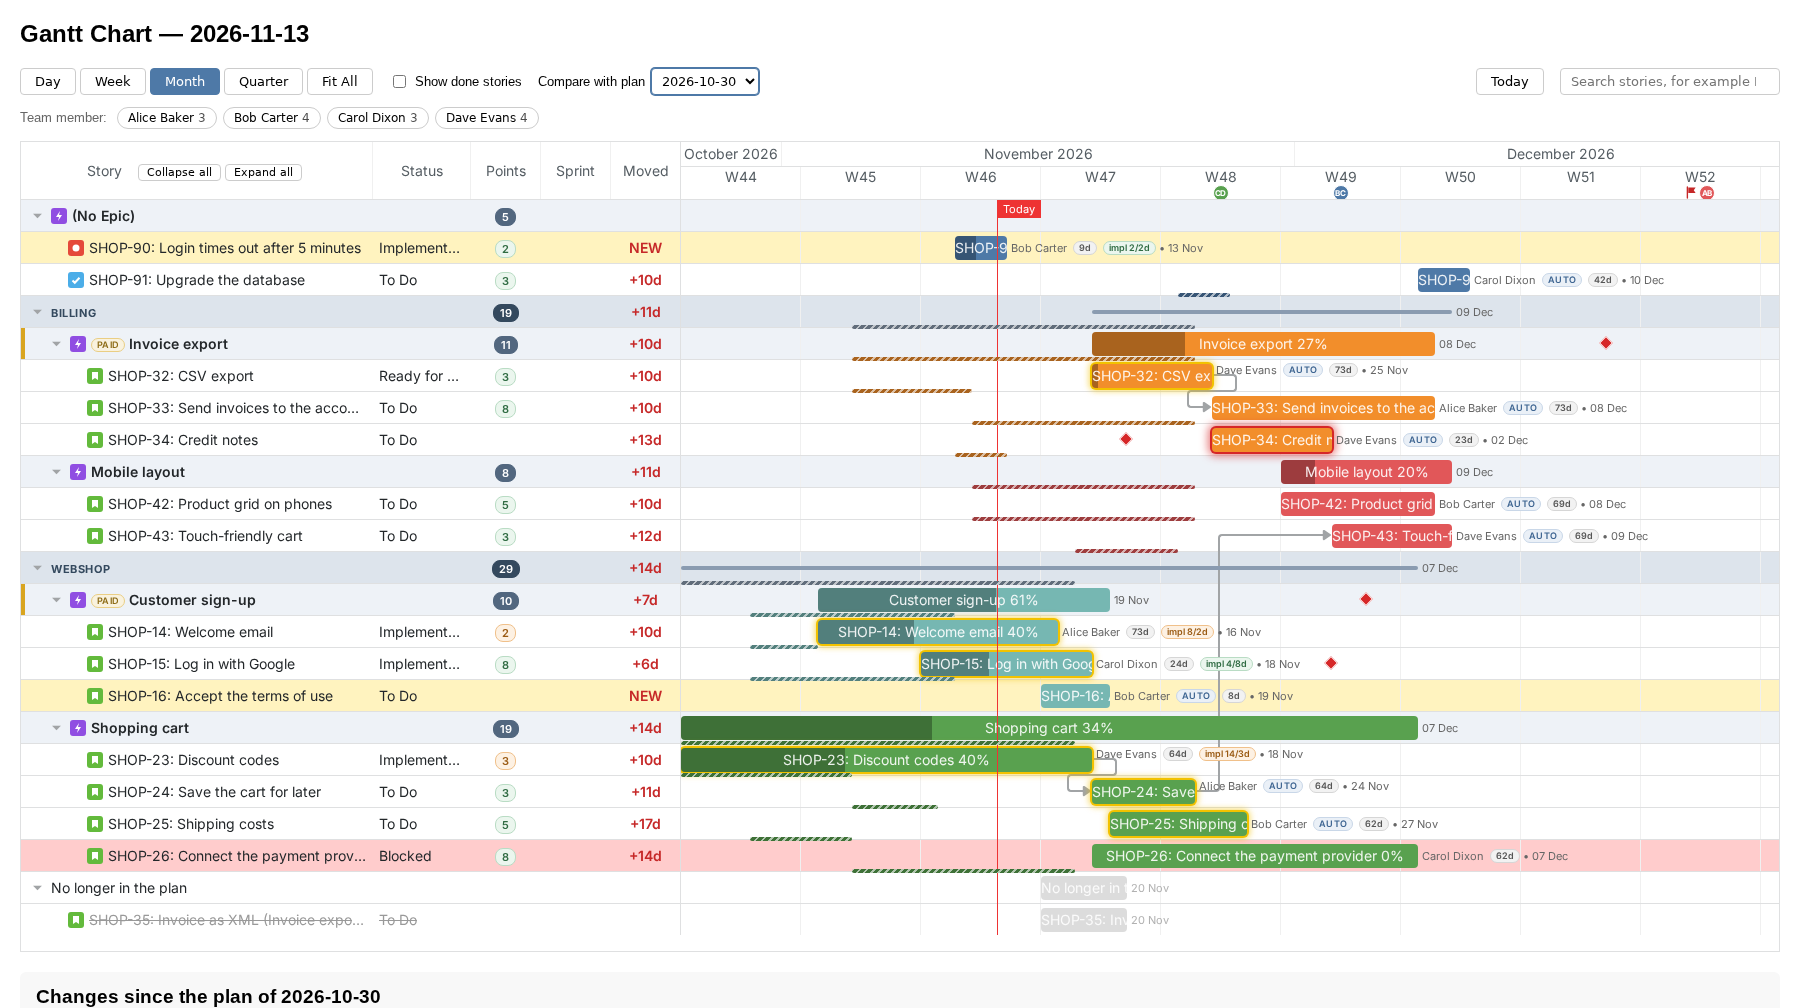 Gantt Chart — 2026-11-13
Day Week Month Quarter Fit All Show done stories Compare with plan 2026-10-30 Today Search stories, for example
Team member: Alice Baker 3 Bob Carter 4 Carol Dixon 3 Dave Evans 4
Story Collapse all Expand all Status Points Sprint Moved October 2026 November 2026 December 2026
W44 W45 W46 W47 W48 W49 W50 W51 W52
CD BC AB
(No Epic) 5 Today
SHOP-90: Login times out after 5 minutes Implement... 2 NEW SHOP-9 Bob Carter 9d impl 2/2d • 13 Nov
SHOP-91: Upgrade the database To Do 3 +10d SHOP-9 Carol Dixon AUTO 42d • 10 Dec
BILLING 19 +11d 09 Dec
PAID Invoice export 11 +10d Invoice export 27% 08 Dec
SHOP-32: CSV export Ready for ... 3 +10d SHOP-32: CSV ex Dave Evans AUTO 73d • 25 Nov
SHOP-33: Send invoices to the acco... To Do 8 +10d SHOP-33: Send invoices to the ac Alice Baker AUTO 73d • 08 Dec
SHOP-34: Credit notes To Do +13d SHOP-34: Credit n Dave Evans AUTO 23d • 02 Dec
Mobile layout 8 +11d Mobile layout 20% 09 Dec
SHOP-42: Product grid on phones To Do 5 +10d SHOP-42: Product grid Bob Carter AUTO 69d • 08 Dec
SHOP-43: Touch-friendly cart To Do 3 +12d SHOP-43: Touch-f Dave Evans AUTO 69d • 09 Dec
WEBSHOP 29 +14d 07 Dec
PAID Customer sign-up 10 +7d Customer sign-up 61% 19 Nov
SHOP-14: Welcome email Implement... 2 +10d SHOP-14: Welcome email 40% Alice Baker 73d impl 8/2d • 16 Nov
SHOP-15: Log in with Google Implement... 8 +6d SHOP-15: Log in with Goog Carol Dixon 24d impl 4/8d • 18 Nov
SHOP-16: Accept the terms of use To Do NEW SHOP-16: Bob Carter AUTO 8d • 19 Nov
Shopping cart 19 +14d Shopping cart 34% 07 Dec
SHOP-23: Discount codes Implement... 3 +10d SHOP-23: Discount codes 40% Dave Evans 64d impl 14/3d • 18 Nov
SHOP-24: Save the cart for later To Do 3 +11d SHOP-24: Save Alice Baker AUTO 64d • 24 Nov
SHOP-25: Shipping costs To Do 5 +17d SHOP-25: Shipping c Bob Carter AUTO 62d • 27 Nov
SHOP-26: Connect the payment prov... Blocked 8 +14d SHOP-26: Connect the payment provider 0% Carol Dixon 62d • 07 Dec
No longer in the plan No longer in 20 Nov
SHOP-35: Invoice as XML (Invoice expo... To Do SHOP-35: Inv 20 Nov
Changes since the plan of 2026-10-30